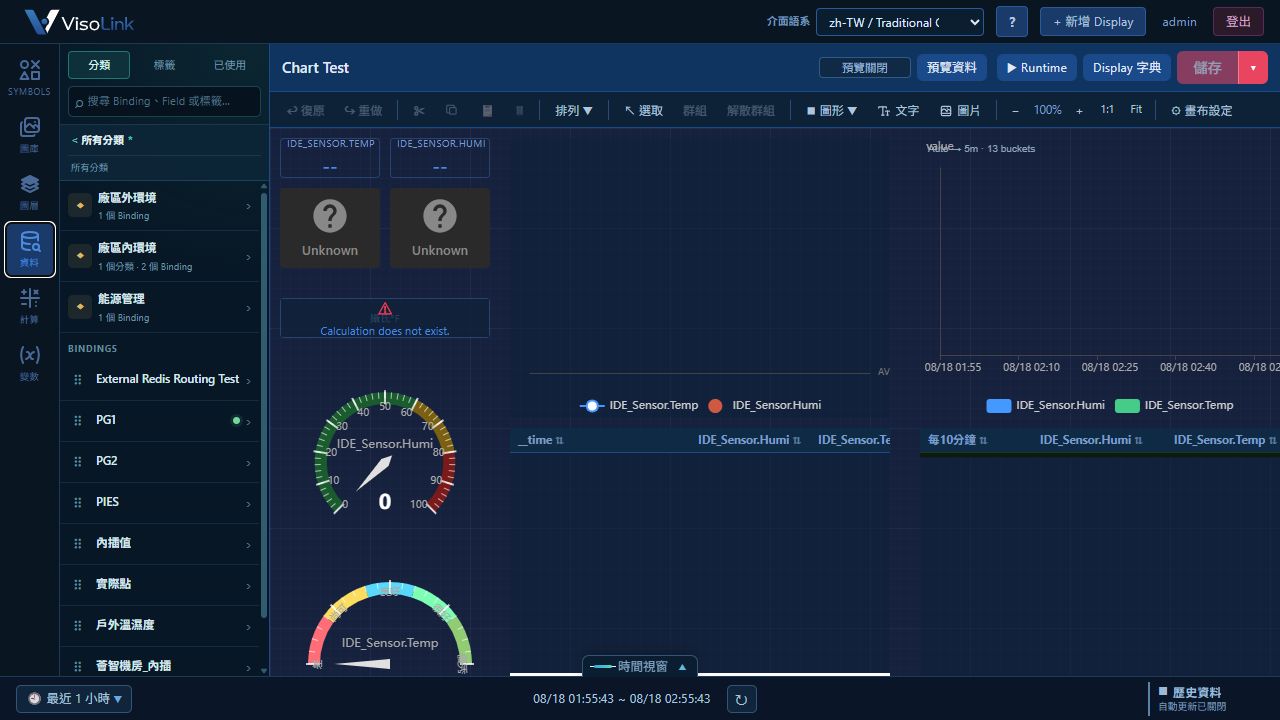 VisoLink
介面語系
zh-TW / Traditional C
?
+ 新增 Display
admin
登出
分類
標籤
已使用
Chart Test
預覽關閉
預覽資料
▶ Runtime
Display 字典
儲存
SYMBOLS
圖庫
圖層
資料
計算
變數
搜尋 Binding、Field 或標籤...
< 所有分類 *
所有分類
廠區外環境
1 個 Binding
廠區內環境
1 個分類 · 2 個 Binding
能源管理
1 個 Binding
BINDINGS
External Redis Routing Test
PG1
PG2
PIES
內插值
實際點
戶外溫濕度
薈智機房_內插
復原
重做
排列 ▼
選取
群組
解散群組
圖形 ▼
文字
圖片
−
100%
+
1:1
Fit
畫布設定
IDE_SENSOR.TEMP
--
IDE_SENSOR.HUMI
--
Unknown
Unknown
Calculation does not exist.
0
10
20
30
40
50
60
70
80
90
100
IDE_Sensor.Humi
0
IDE_Sensor.Temp
AV
IDE_Sensor.Temp
IDE_Sensor.Humi
value
→ 5m · 13 buckets
08/18 01:55
08/18 02:10
08/18 02:25
08/18 02:40
08/18 02
IDE_Sensor.Humi
IDE_Sensor.Temp
__time
IDE_Sensor.Humi
IDE_Sensor.Te
每10分鐘
IDE_Sensor.Humi
IDE_Sensor.Temp
時間視窗 ▲
最近 1 小時 ▼
08/18 01:55:43 ~ 08/18 02:55:43
歷史資料
自動更新已關閉